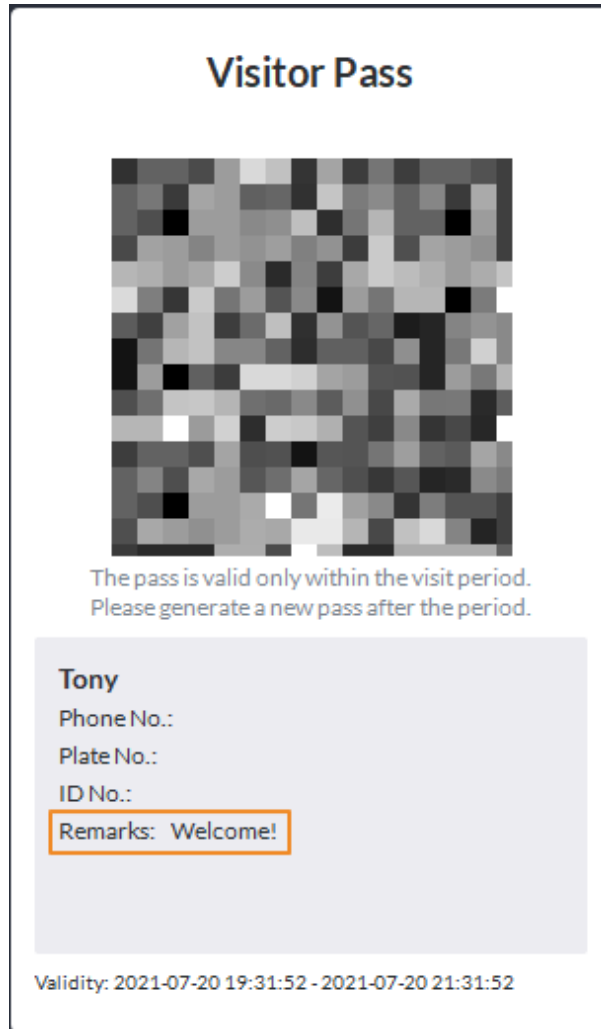 Visitor Pass
The pass is valid only within the visit period.
Please generate a new pass after the period.
Tony
Phone No.:
Plate No.:
ID No.:
Remarks: Welcome!
Validity: 2021-07-20 19:31:52 - 2021-07-20 21:31:52